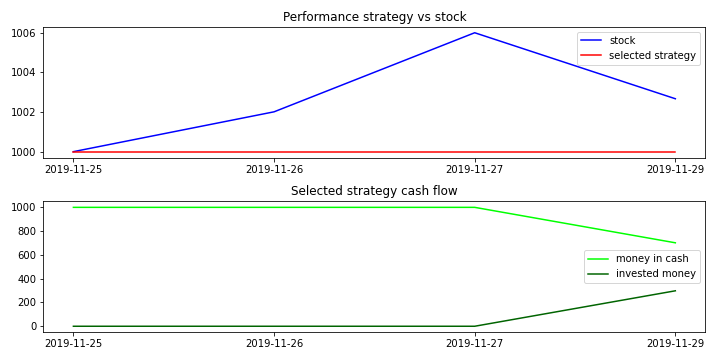 Performance strategy vs stock
1006
1004
1002
1000
stock
selected strategy
2019-11-25 2019-11-26 2019-11-27 2019-11-29
Selected strategy cash flow
1000
800
600
400
200
0
money in cash
invested money
2019-11-25 2019-11-26 2019-11-27 2019-11-29